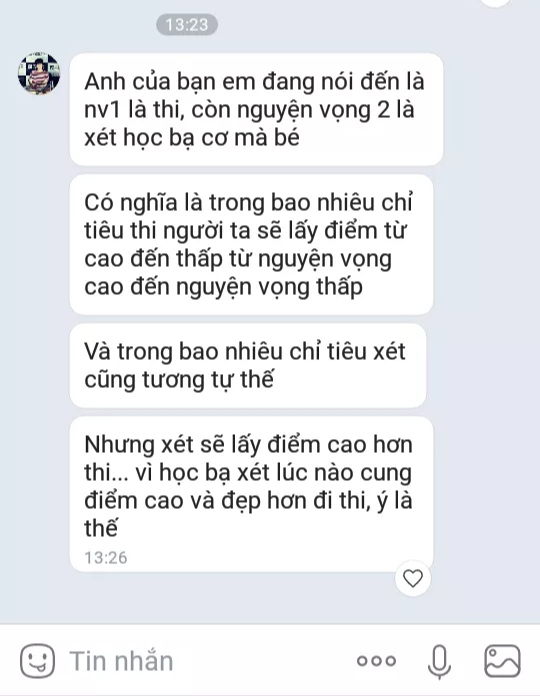 13:23
Anh của bạn em đang nói đến là
nv1 là thi, còn nguyện vọng 2 là
xét học bạ cơ mà bé
Có nghĩa là trong bao nhiêu chỉ
tiêu thi người ta sẽ lấy điểm từ
cao đến thấp từ nguyện vọng
cao đến nguyện vọng thấp
Và trong bao nhiêu chỉ tiêu xét
cũng tương tự thế
Nhưng xét sẽ lấy điểm cao hơn
thi... vì học bạ xét lúc nào cung
điểm cao và đẹp hơn đi thi, ý là
thế
13:26
Tin nhắn